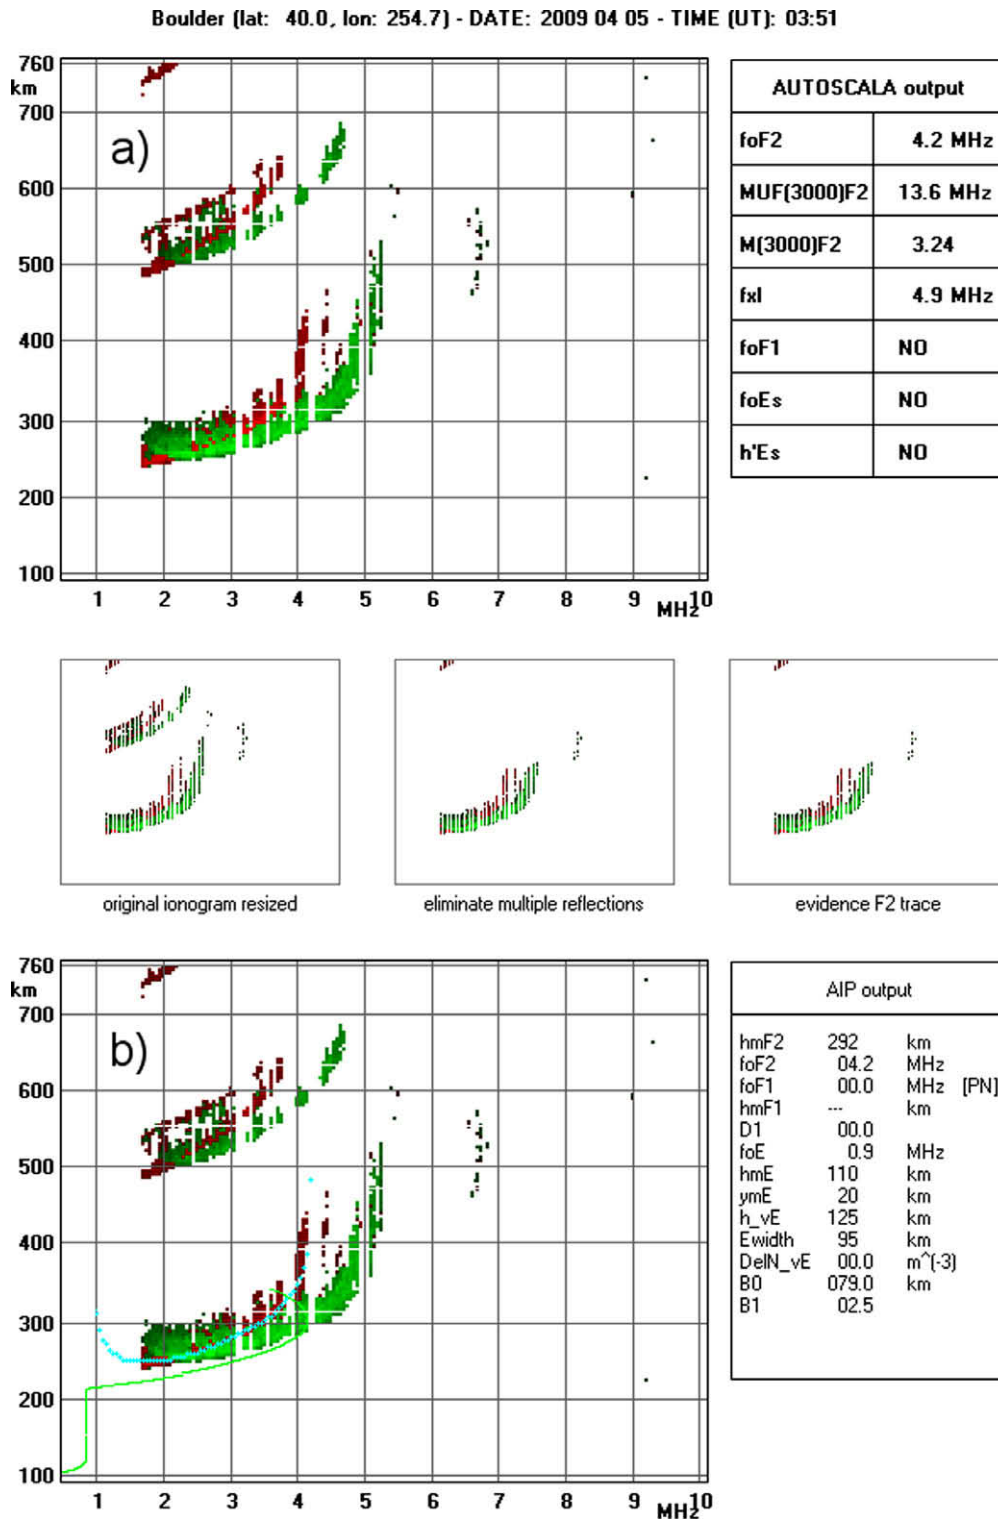 Boulder (lat: 40.0, lon: 254.7) - DATE: 2009 04 05 - TIME (UT): 03:51
760
km
700
600
500
400
300
200
100
a)
1 2 3 4 5 6 7 8 9 MHz 10
AUTOSCALA output
foF2 4.2 MHz
MUF(3000)F2 13.6 MHz
M(3000)F2 3.24
fxI 4.9 MHz
foF1 NO
foEs NO
h'Es NO
original ionogram resized
eliminate multiple reflections
evidence F2 trace
760
km
700
600
500
400
300
200
100
b)
1 2 3 4 5 6 7 8 9 MHz 10
AIP output
hmF2 292 km
foF2 04.2 MHz
foF1 00.0 MHz [PN]
hmF1 --- km
D1 00.0
foE 0.9 MHz
hmE 110 km
ymE 20 km
h_vE 125 km
Ewidth 95 km
DelN_vE 00.0 m^(-3)
B0 079.0 km
B1 02.5